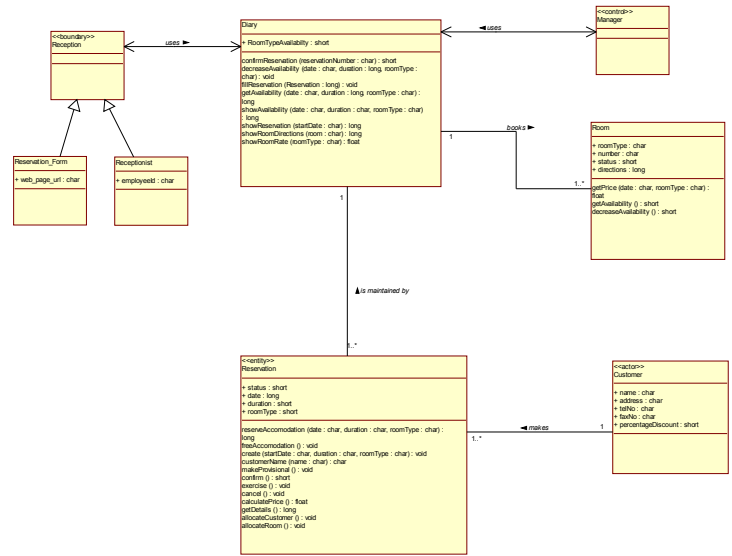 <<boundary>>
Reception
uses ►
Diary
+ RoomTypeAvailabilty : short
confirmReservation (reservationNumber : char) : short
decreaseAvailability (date : char, duration : long, roomType :
char) : void
fillReservation (Reservation : long) : void
getAvailability (date : char, duration : long, roomType : char) :
long
showAvailability (date : char, duration : char, roomType : char)
: long
showReservation (startDate : char) : long
showRoomDirections (room : char) : long
showRoomRate (roomType : char) : float
◄ uses
<<control>>
Manager
Reservation_Form
+ web_page_url : char
Receptionist
+ employeeId : char
1
books ►
1..*
Room
+ roomType : char
+ number : char
+ status : short
+ directions : long
getPrice (date : char, roomType : char) :
float
getAvailability () : short
decreaseAvailability () : short
1
▲ is maintained by
1..*
<<entity>>
Reservation
+ status : short
+ date : long
+ duration : short
+ roomType : short
reserveAccomodation (date : char, duration : char, roomType : char) :
long
freeAccomodation () : void
create (startDate : char, duration : char, roomType : char) : void
customerName (name : char) : char
makeProvisional () : void
confirm () : short
exercise () : void
cancel () : void
calculatePrice () : float
getDetails () : long
allocateCustomer () : void
allocateRoom () : void
1..*
◄ makes
1
<<actor>>
Customer
+ name : char
+ address : char
+ telNo : char
+ faxNo : char
+ percentageDiscount : short